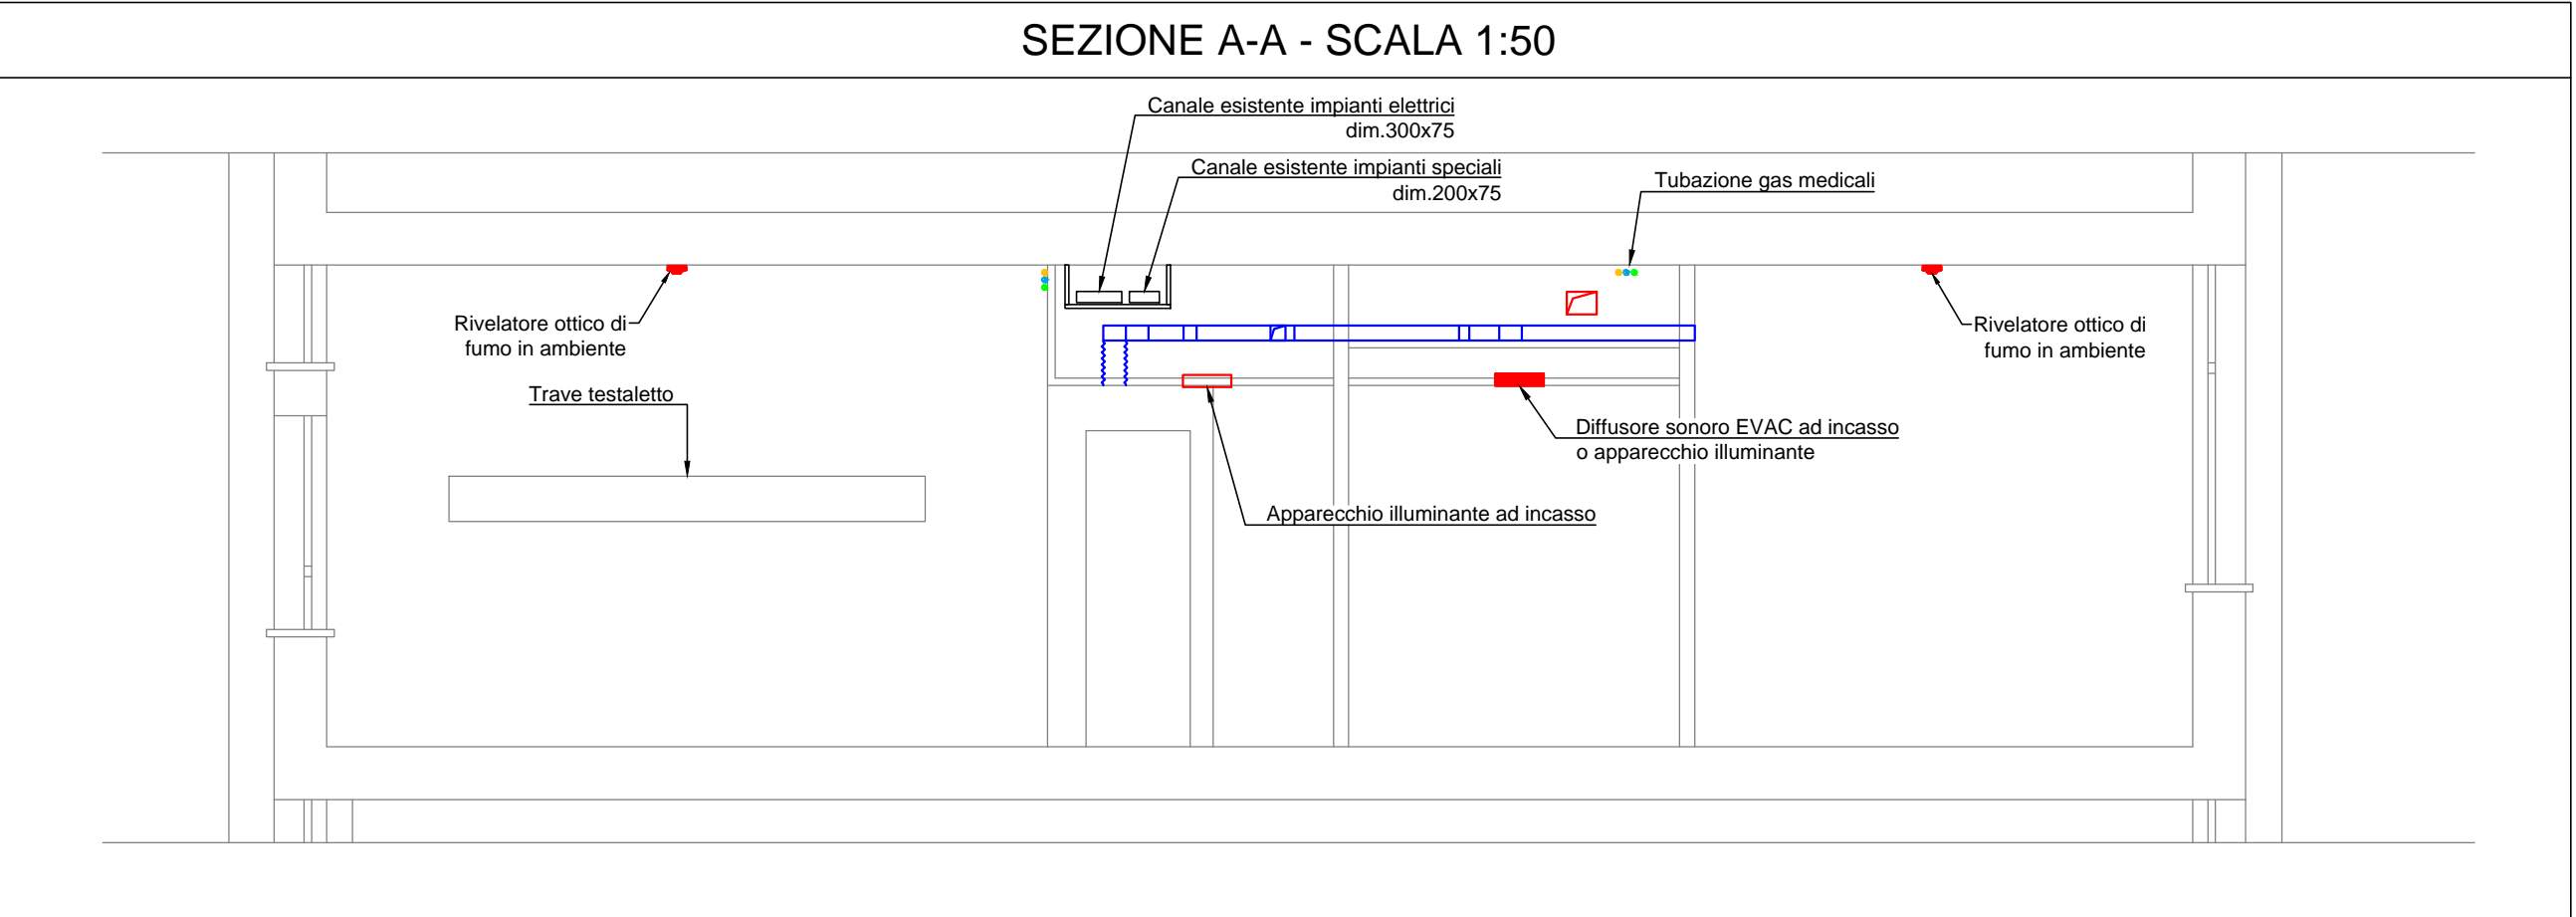 SEZIONE A-A - SCALA 1:50
Canale esistente impianti elettrici
dim.300x75
Canale esistente impianti speciali
dim.200x75
Tubazione gas medicali
Rivelatore ottico di
fumo in ambiente
Rivelatore ottico di
fumo in ambiente
Trave testaletto
Diffusore sonoro EVAC ad incasso
o apparecchio illuminante
Apparecchio illuminante ad incasso